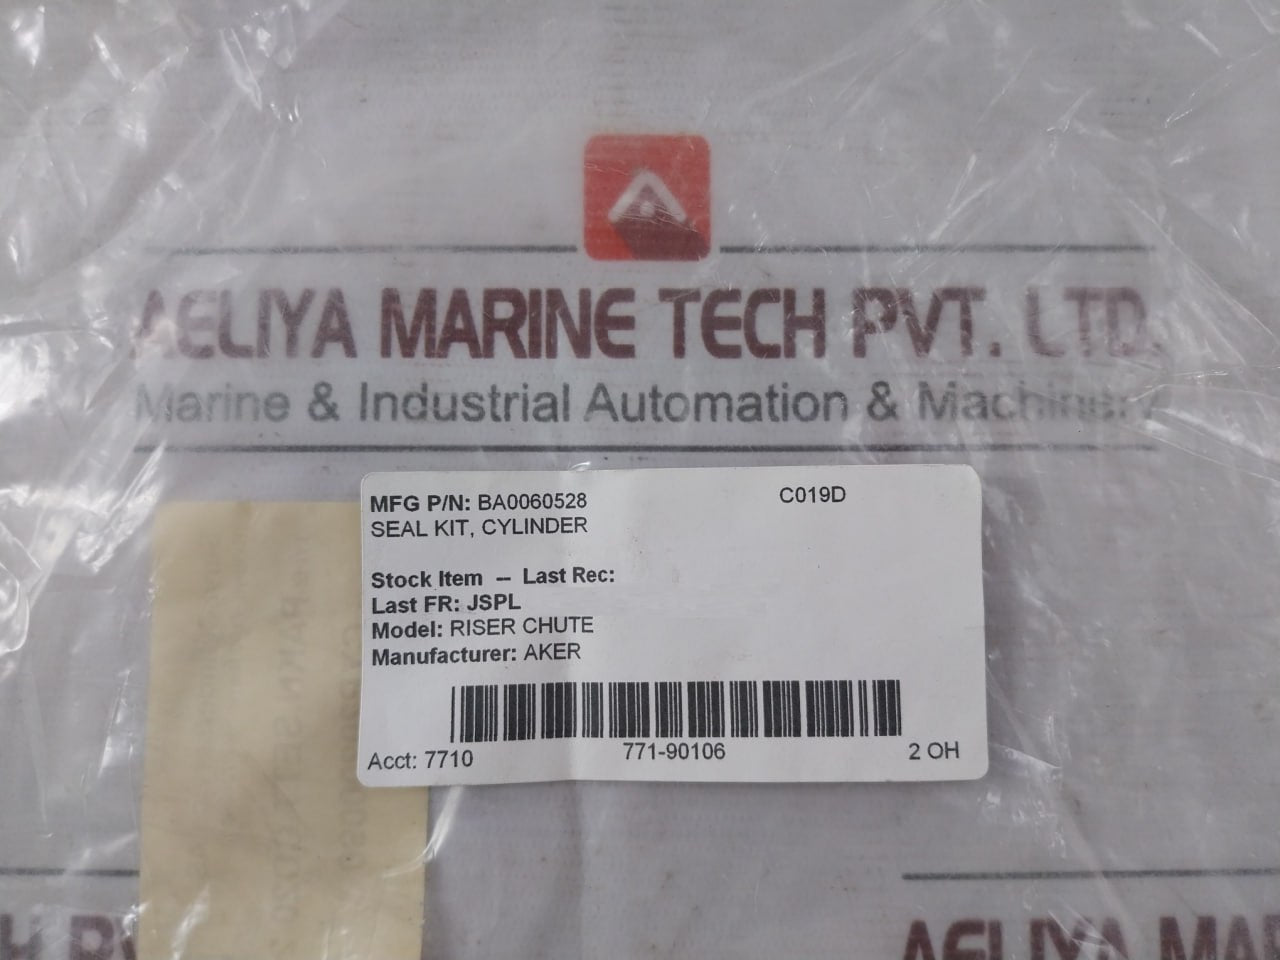 AELIYA MARINE TECH PVT. LTD.
Marine & Industrial Automation & Machinery
MFG P/N: BA0060528 C019D
SEAL KIT, CYLINDER
Stock Item – Last Rec:
Last FR: JSPL
Model: RISER CHUTE
Manufacturer: AKER
Acct: 7710 771-90106 2 OH
AELIYA